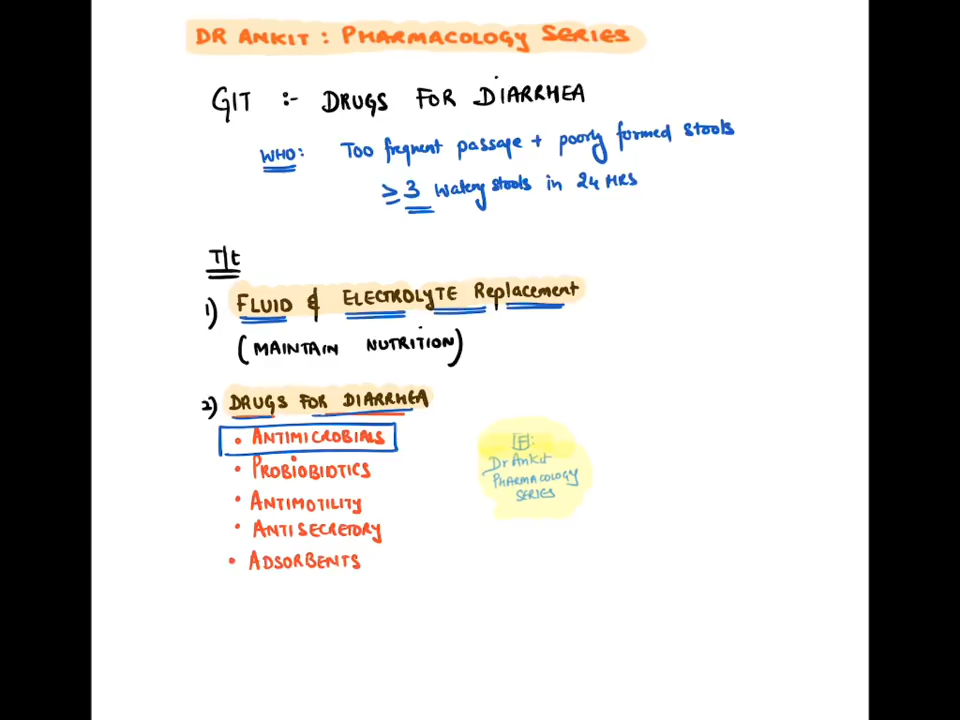 DR ANKIT : PHARMACOLOGY SERIES
GIT :- DRUGS FOR DIARRHEA
WHO: Too frequent passage + poorly formed stools
≥ 3 watery stools in 24 HRS
T/t
1) FLUID & ELECTROLYTE Replacement
(MAINTAIN NUTRITION)
2) DRUGS FOR DIARRHEA
• ANTIMICROBIALS
• PROBIOBIOTICS
• ANTIMOTILITY
• ANTISECRETORY
• ADSORBENTS
F:
Dr Ankit
PHARMACOLOGY
SERIES